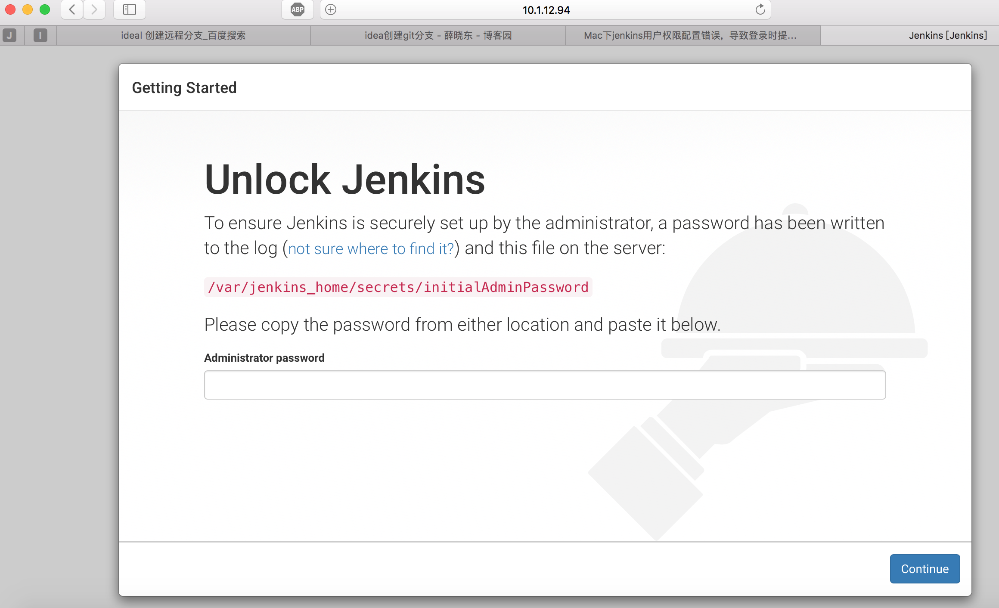 ABP
10.1.12.94
J
I
ideal 创建远程分支_百度搜索
idea创建git分支 - 薛晓东 - 博客园
Mac下jenkins用户权限配置错误，导致登录时提...
Jenkins [Jenkins]
Getting Started
Unlock Jenkins
To ensure Jenkins is securely set up by the administrator, a password has been written
to the log (not sure where to find it?) and this file on the server:
/var/jenkins_home/secrets/initialAdminPassword
Please copy the password from either location and paste it below.
Administrator password
Continue